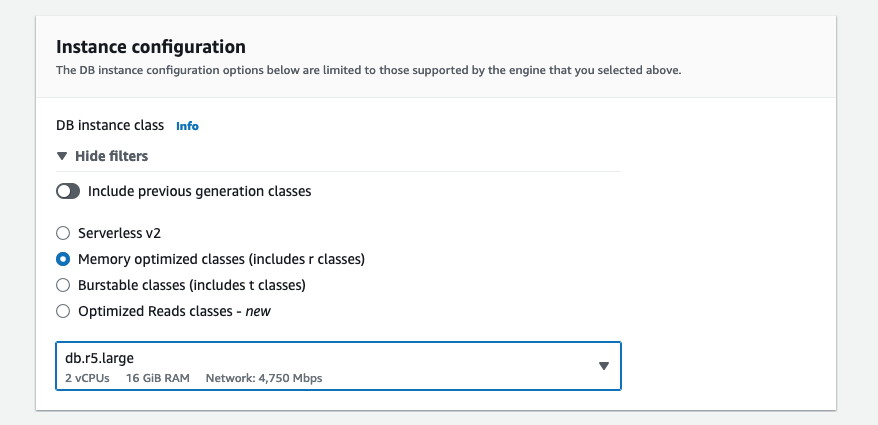 Instance configuration
The DB instance configuration options below are limited to those supported by the engine that you selected above.
DB instance class Info
Hide filters
Include previous generation classes
Serverless v2
Memory optimized classes (includes r classes)
Burstable classes (includes t classes)
Optimized Reads classes - new
db.r5.large
2 vCPUs 16 GiB RAM Network: 4,750 Mbps